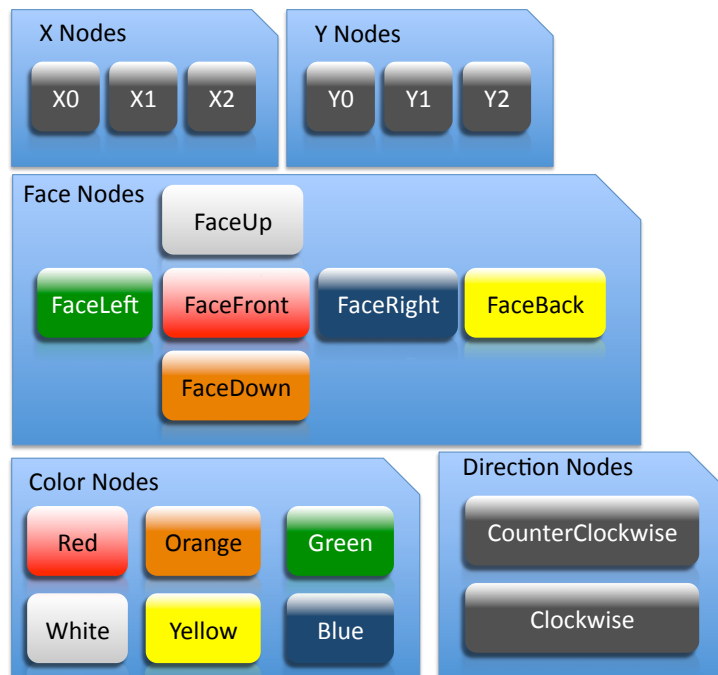 X Nodes
X0 X1 X2
Y Nodes
Y0 Y1 Y2
Face Nodes
FaceUp
FaceLeft FaceFront FaceRight FaceBack
FaceDown
Color Nodes
Red Orange Green
White Yellow Blue
Direction Nodes
CounterClockwise
Clockwise